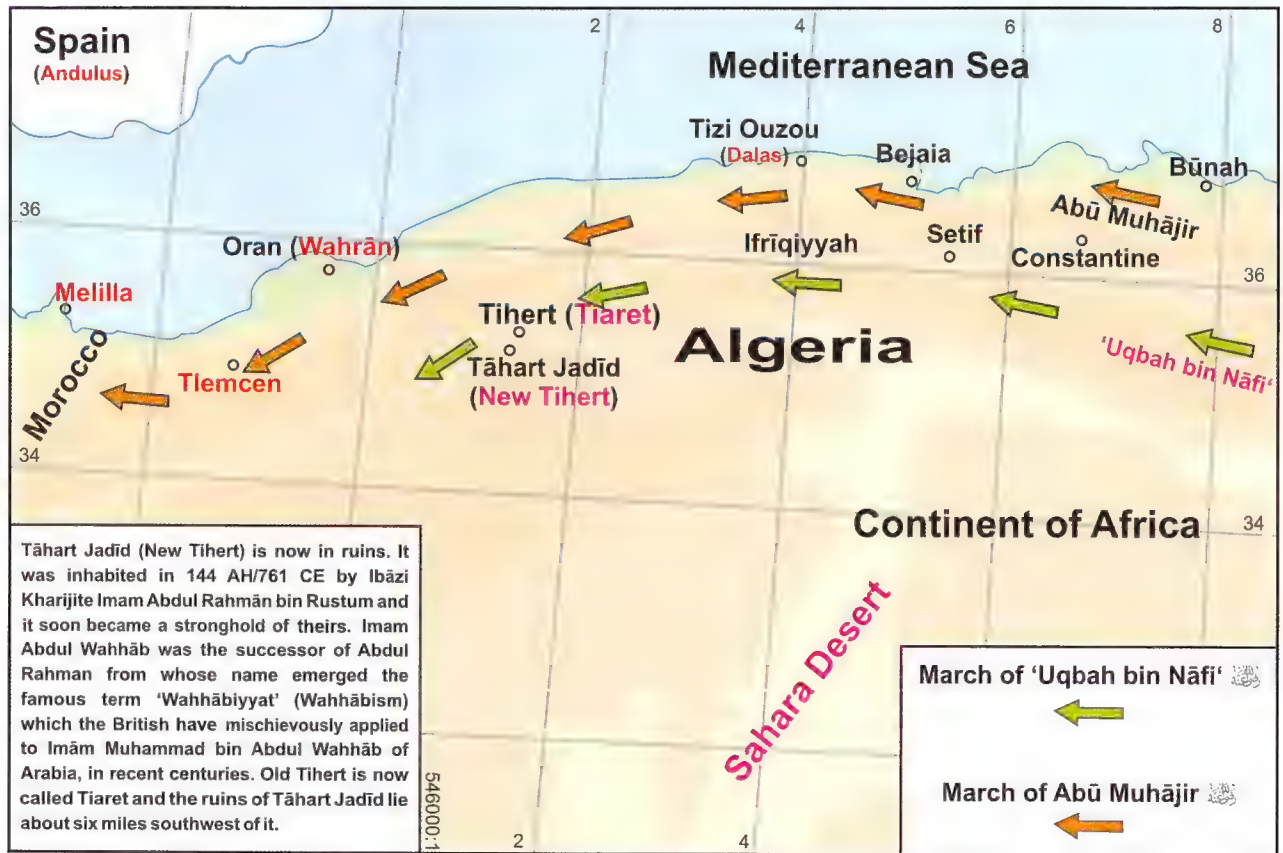 Spain
(Andulus)
2
4
6
8
Mediterranean Sea
Tizi Ouzou
(Dalas)
Bejaia
Būnah
Abū Muhājir
36
Oran (Wahrān)
Ifrīqiyyah
Setif
Constantine
36
Melilla
Tihert (Tiaret)
Algeria
'Uqbah bin Nāfi‘
Tāhart Jadīd
(New Tihert)
Tlemcen
Morocco
34
Continent of Africa
34
Sahara Desert
Tāhart Jadīd (New Tihert) is now in ruins. It
was inhabited in 144 AH/761 CE by Ibāzi
Kharijite Imam Abdul Rahmān bin Rustum and
it soon became a stronghold of theirs. Imam
Abdul Wahhāb was the successor of Abdul
Rahman from whose name emerged the
famous term ‘Wahhābiyyat’ (Wahhābism)
which the British have mischievously applied
to Imām Muhammad bin Abdul Wahhāb of
Arabia, in recent centuries. Old Tihert is now
called Tiaret and the ruins of Tāhart Jadīd lie
about six miles southwest of it.
546000:1
2
4
March of ‘Uqbah bin Nāfi‘
March of Abū Muhājir